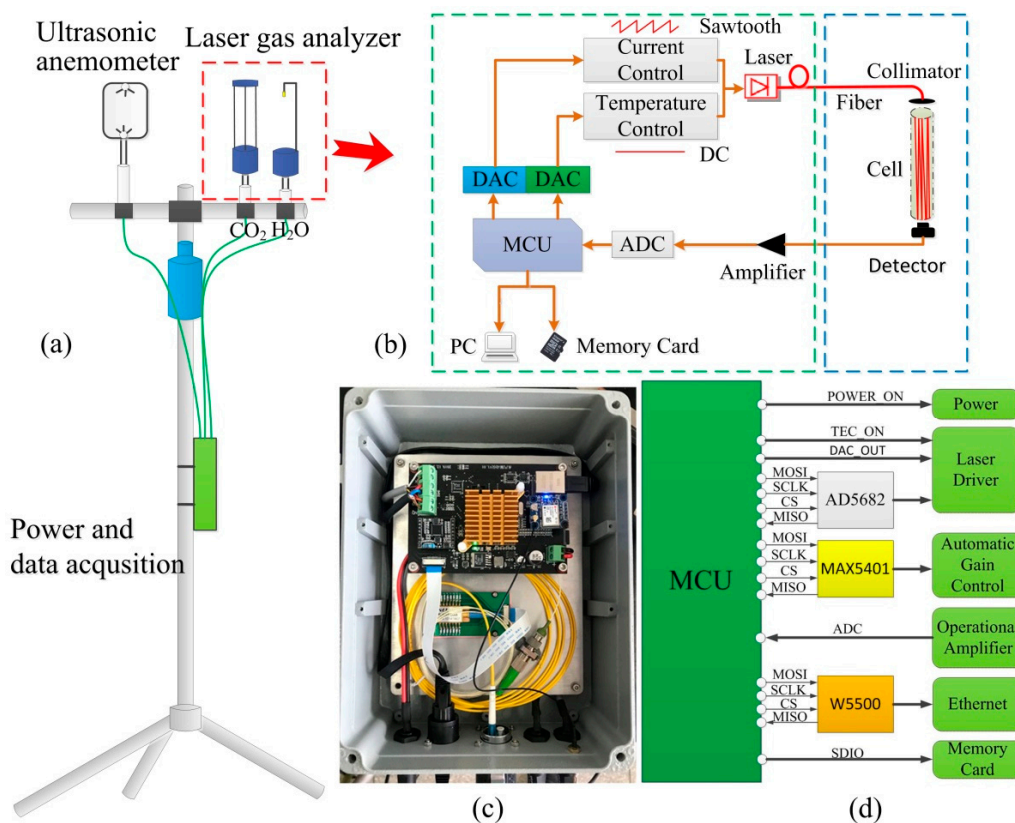 Ultrasonic
anemometer
Laser gas analyzer
CO₂
H₂O
(a)
Power and
data acqusition
Sawtooth
Current
Control
Laser
Collimator
Fiber
Temperature
Control
DC
Cell
DAC
DAC
MCU
ADC
Amplifier
Detector
(b)
PC
Memory Card
(c)
MCU
POWER_ON
Power
TEC_ON
DAC_OUT
Laser
Driver
MOSI
SCLK
CS
MISO
AD5682
MOSI
SCLK
CS
MISO
MAX5401
Automatic
Gain
Control
ADC
Operationa
Amplifier
MOSI
SCLK
CS
MISO
W5500
Ethernet
SDIO
Memory
Card
(d)